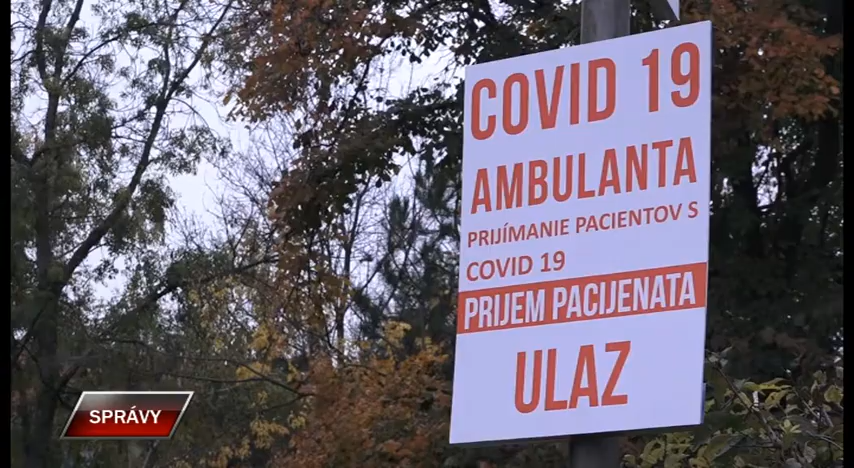 COVID 19
AMBULANTA
PRIJÍMANIE PACIENTOV S
COVID 19
PRIJEM PACIJENATA
ULAZ
SPRÁVY